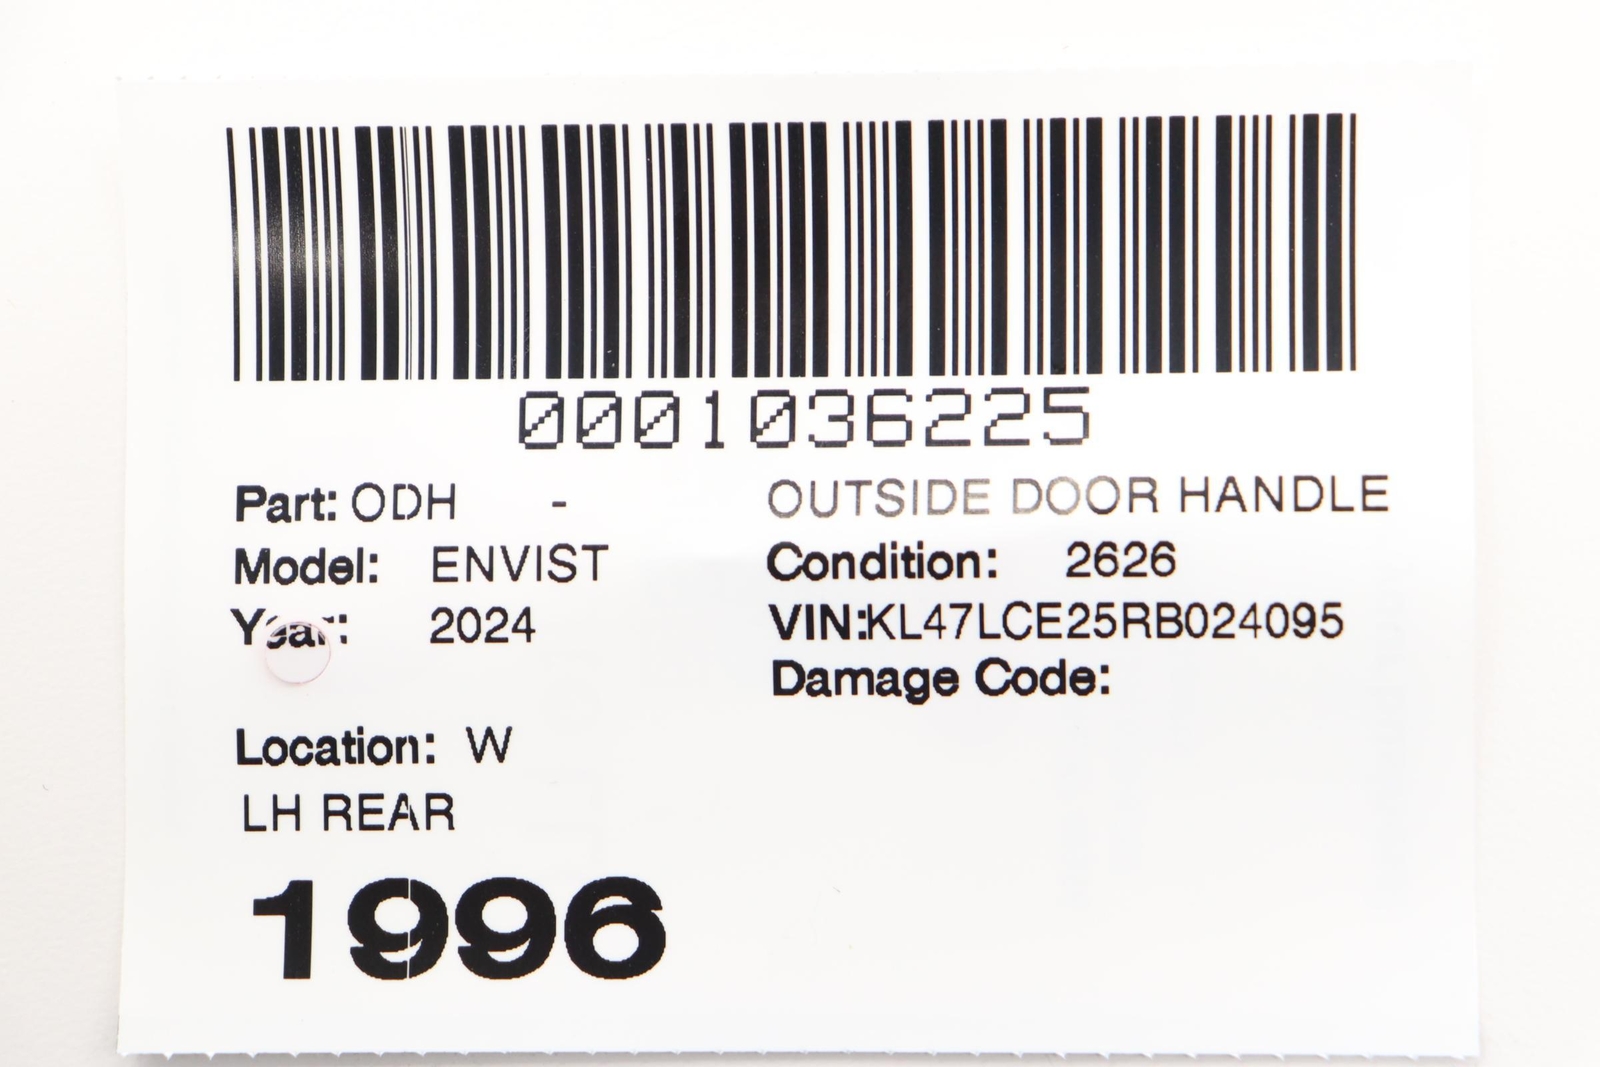 0001036225
Part: ODH - OUTSIDE DOOR HANDLE
Model: ENVIST Condition: 2626
Year: 2024 VIN:KL47LCE25RB024095
Damage Code:
Location: W
LH REAR
1996